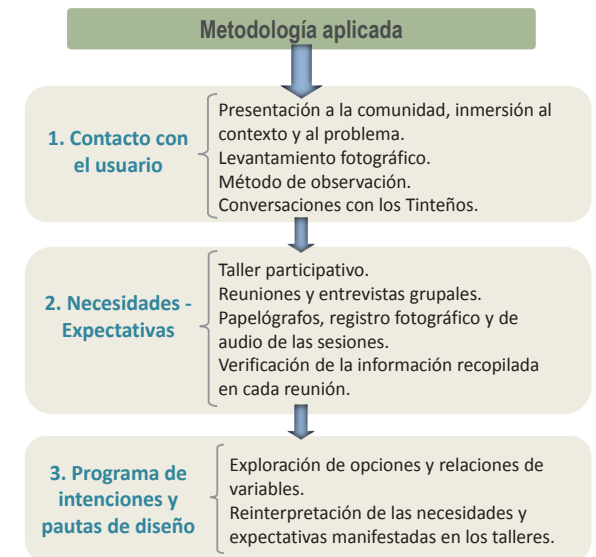 Metodología aplicada
1. Contacto con
el usuario
Presentación a la comunidad, inmersión al
contexto y al problema.
Levantamiento fotográfico.
Método de observación.
Conversaciones con los Tinteños.
2. Necesidades -
Expectativas
Taller participativo.
Reuniones y entrevistas grupales.
Papelógrafos, registro fotográfico y de
audio de las sesiones.
Verificación de la información recopilada
en cada reunión.
3. Programa de
intenciones y
pautas de diseño
Exploración de opciones y relaciones de
variables.
Reinterpretación de las necesidades y
expectativas manifestadas en los talleres.